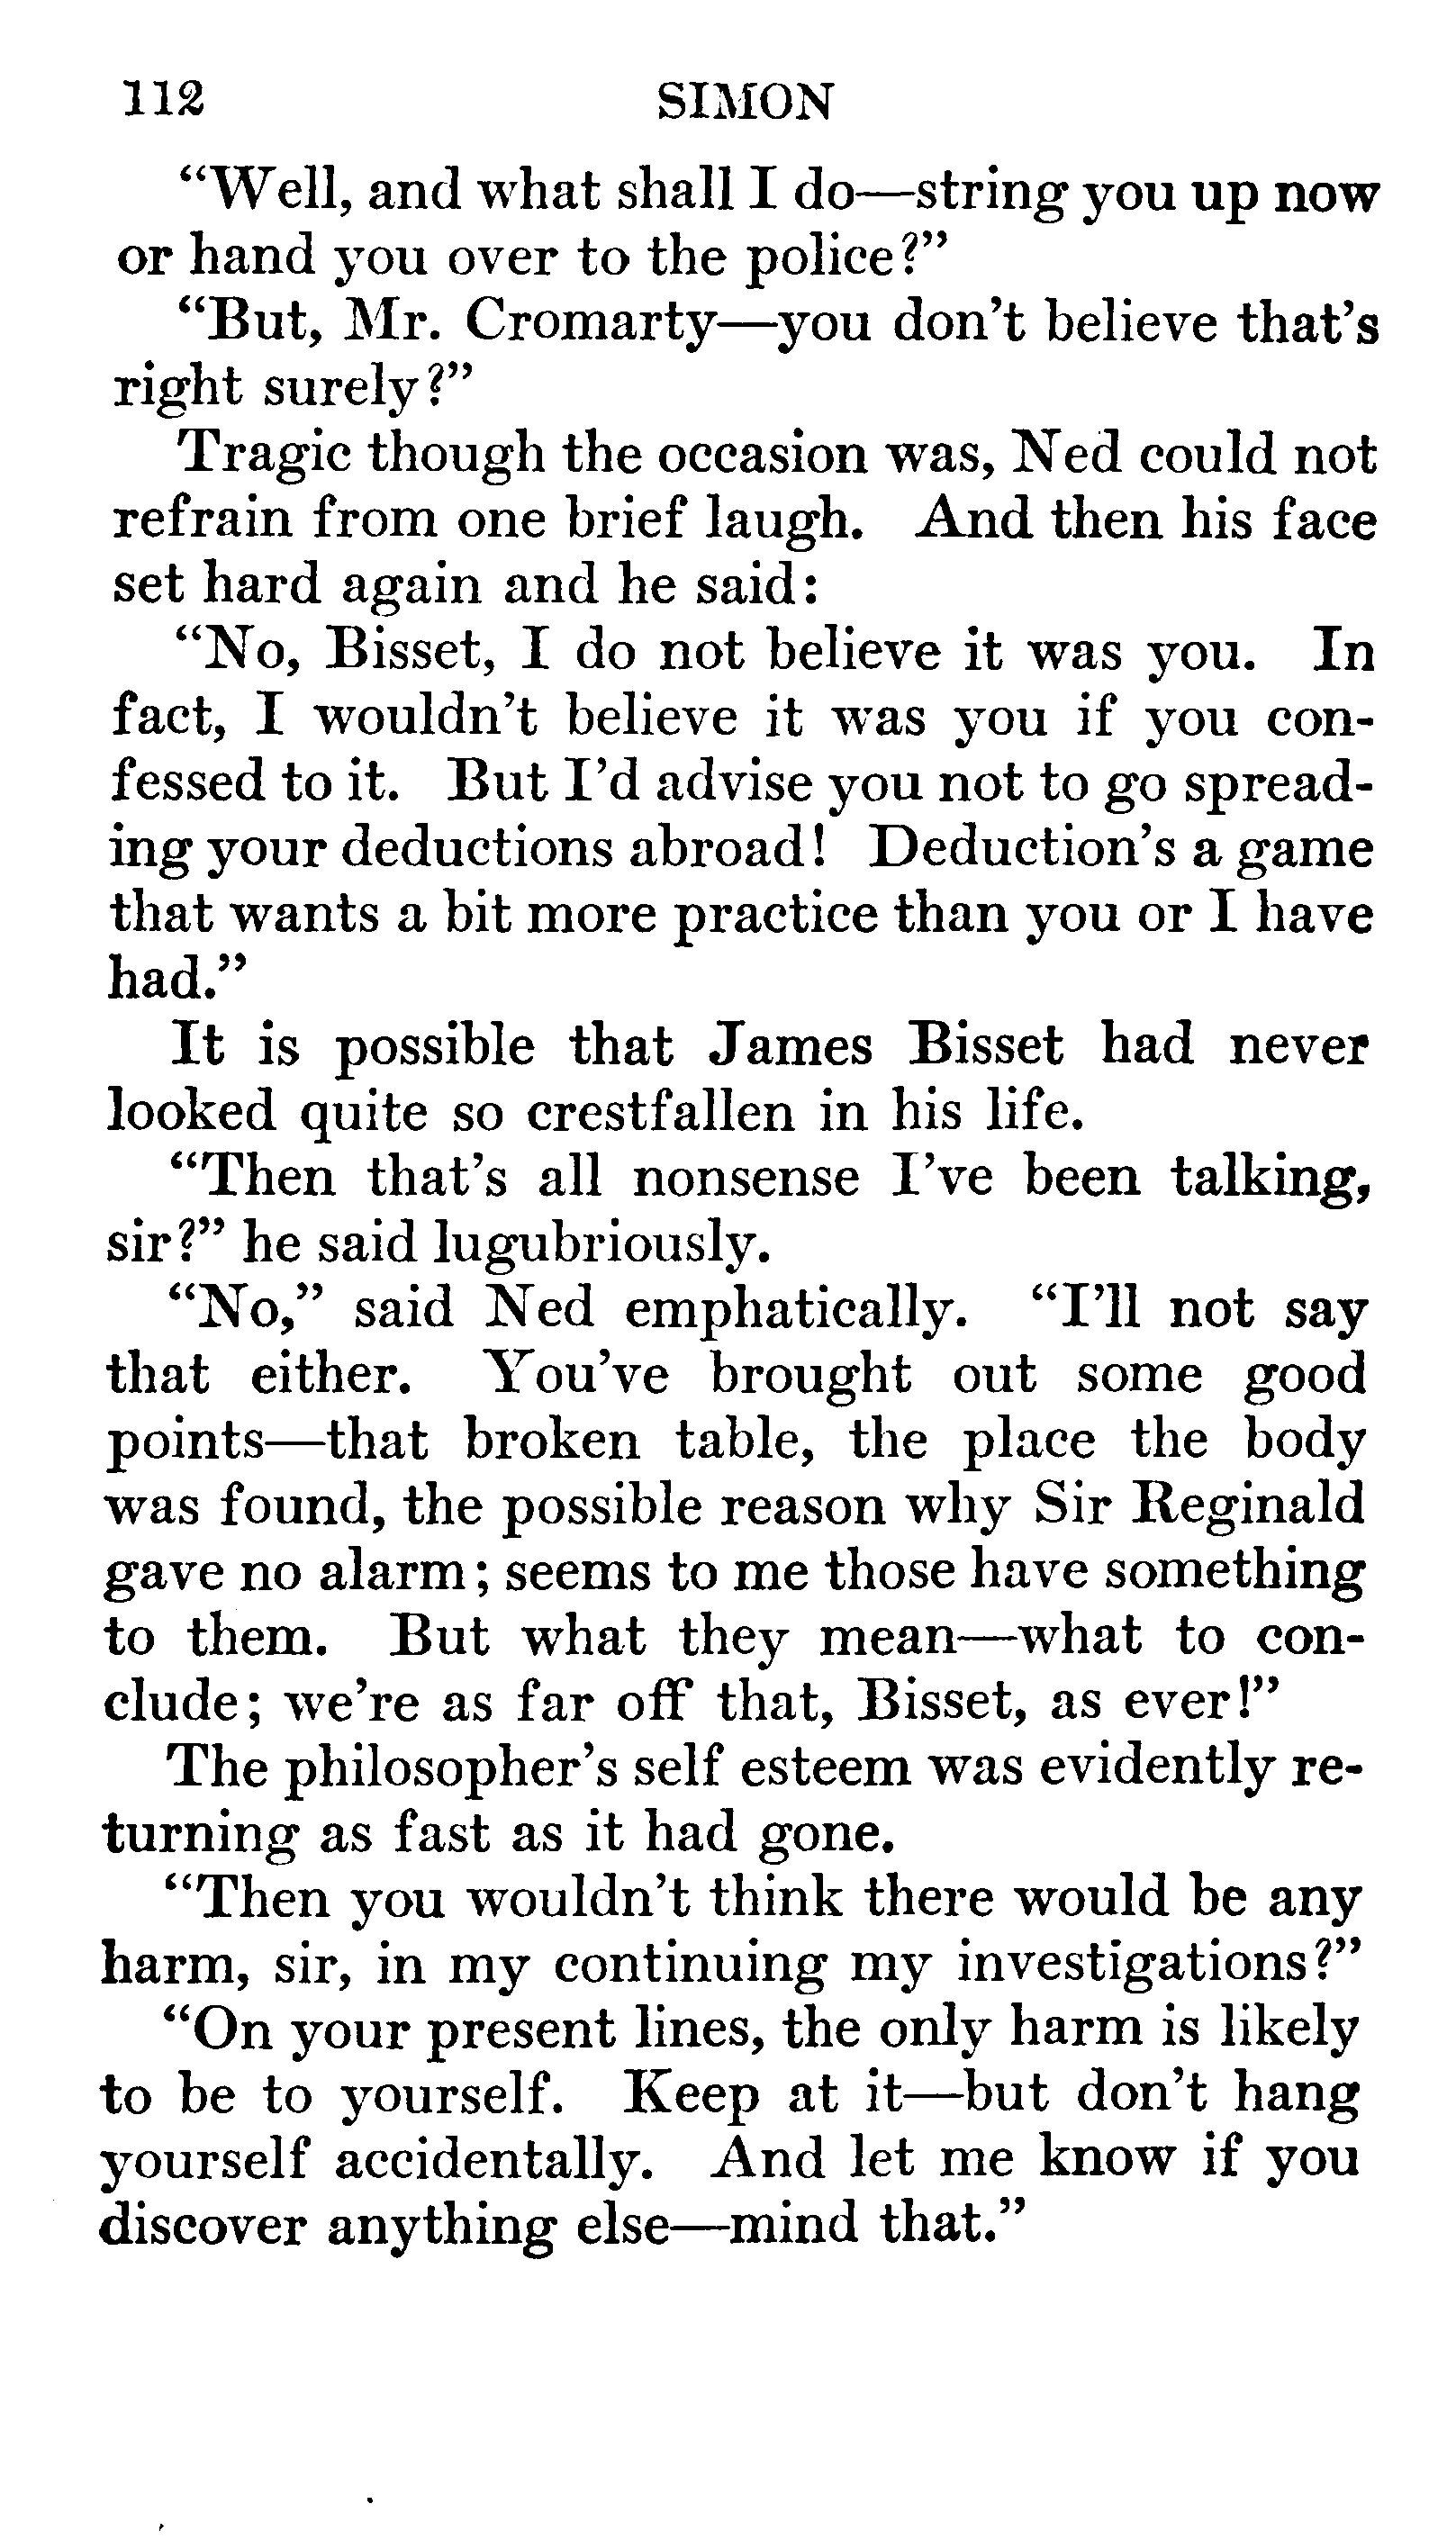 112 SIMON
“Well, and what shall I do—string you up now
or hand you over to the police?”
“But, Mr. Cromarty—you don’t believe that’s
right surely?”
Tragic though the occasion was, Ned could not
refrain from one brief laugh. And then his face
set hard again and he said:
“No, Bisset, I do not believe it was you. In
fact, I wouldn’t believe it was you if you con-
fessed to it. But I’d advise you not to go spread-
ing your deductions abroad! Deduction’s a game
that wants a bit more practice than you or I have
had.”
It is possible that James Bisset had never
looked quite so crestfallen in his life.
“Then that’s all nonsense I’ve been talking,
sir?” he said lugubriously.
“No,” said Ned emphatically. “I’ll not say
that either. You’ve brought out some good
points—that broken table, the place the body
was found, the possible reason why Sir Reginald
gave no alarm; seems to me those have something
to them. But what they mean—what to con-
clude; we’re as far off that, Bisset, as ever!”
The philosopher’s self esteem was evidently re-
turning as fast as it had gone.
“Then you wouldn’t think there would be any
harm, sir, in my continuing my investigations?”
“On your present lines, the only harm is likely
to be to yourself. Keep at it—but don’t hang
yourself accidentally. And let me know if you
discover anything else—mind that.”